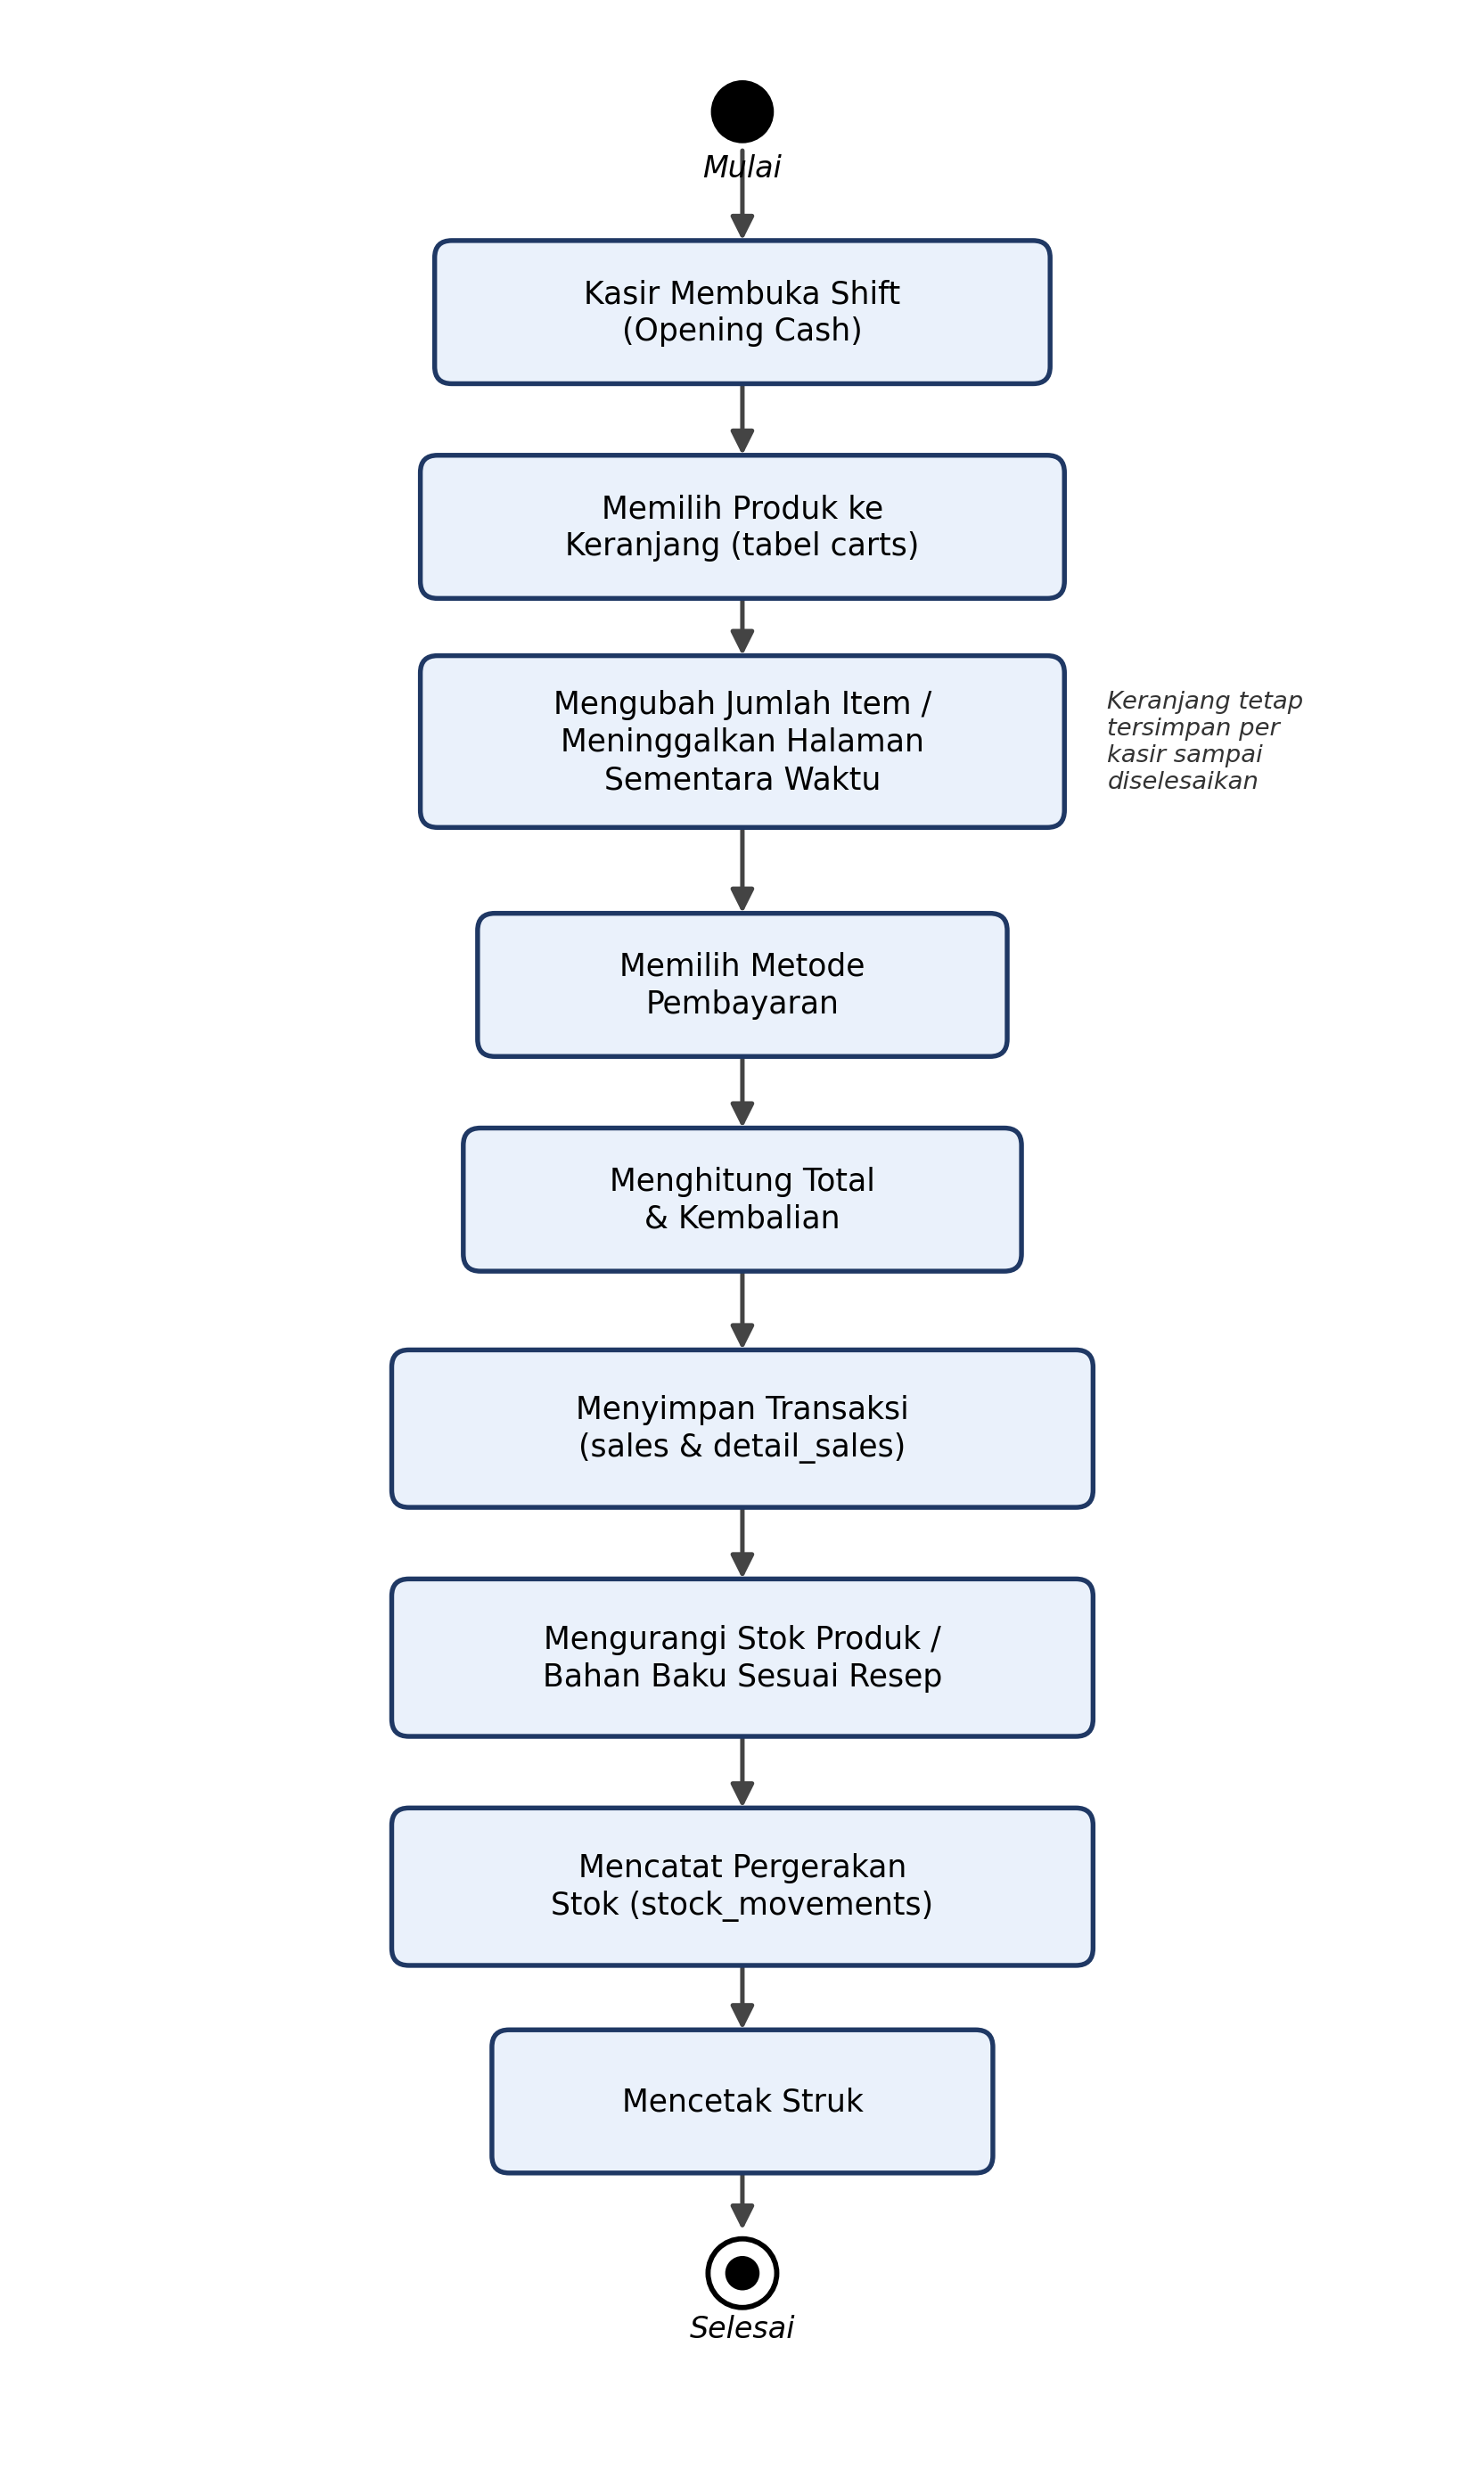 Mulai
Kasir Membuka Shift
(Opening Cash)
Memilih Produk ke
Keranjang (tabel carts)
Mengubah Jumlah Item /
Meninggalkan Halaman
Sementara Waktu
Keranjang tetap
tersimpan per
kasir sampai
diselesaikan
Memilih Metode
Pembayaran
Menghitung Total
& Kembalian
Menyimpan Transaksi
(sales & detail_sales)
Mengurangi Stok Produk /
Bahan Baku Sesuai Resep
Mencatat Pergerakan
Stok (stock_movements)
Mencetak Struk
Selesai